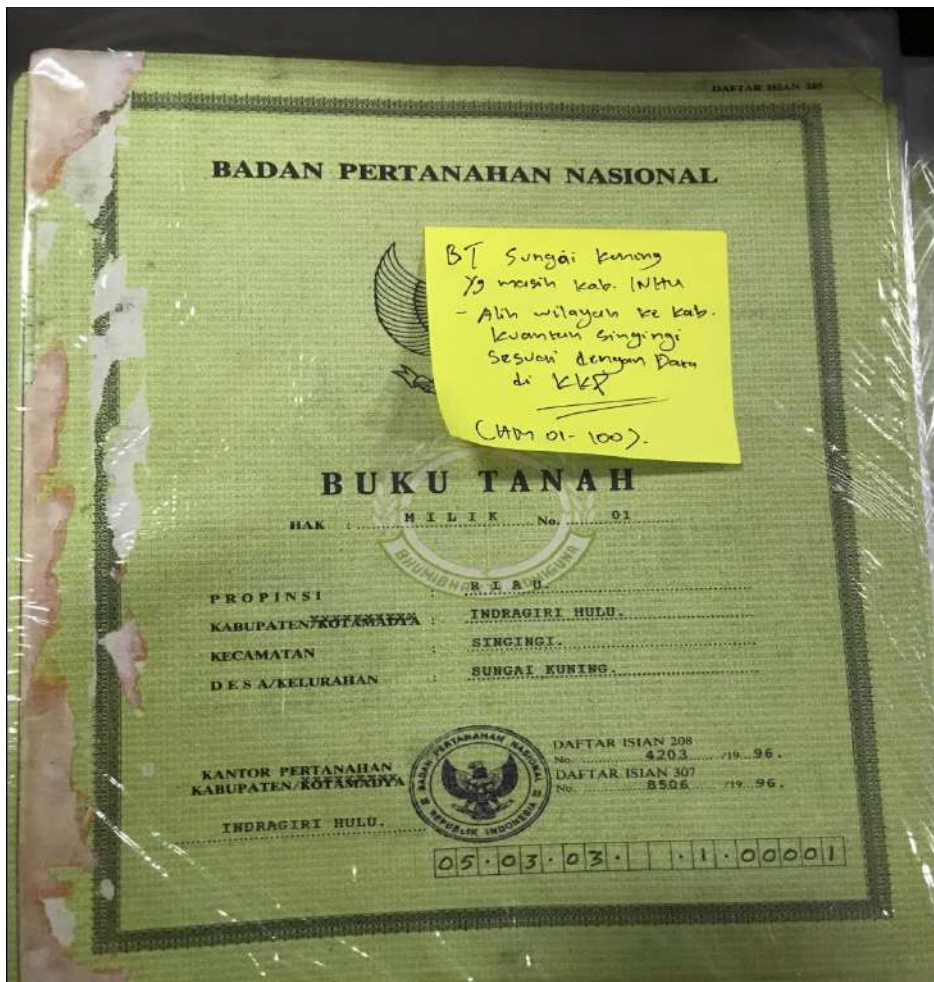 DAFTAR ISIAN 205
BADAN PERTANAHAN NASIONAL
BT Sungai kuning
yg masih kab. INHU
- Alih wilayah ke kab.
kuantan singingi
sesuai dengan Data
di KKP
(HM 01-100).
BUKU TANAH
HAK : MILIK No. 01
BHUMIBHAKTI ADHIGUNA
PROPINSI : RIAU.
KABUPATEN/KOTAMADYA : INDRAGIRI HULU.
KECAMATAN : SINGINGI.
DESA/KELURAHAN : SUNGAI KUNING.
KANTOR PERTANAHAN
KABUPATEN/KOTAMADYA
INDRAGIRI HULU.
BADAN PERTANAHAN NASIONAL
REPUBLIK INDONESIA
DAFTAR ISIAN 208
No. 4203 /19 96.
DAFTAR ISIAN 307
No. 8506 /19 96.
05.03.03. .1.00001